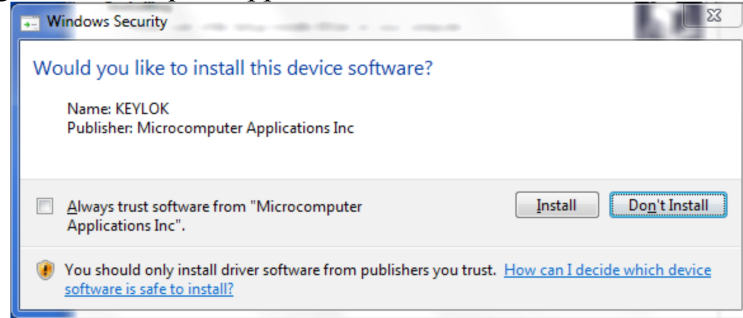 Windows Security
Would you like to install this device software?
Name: KEYLOK
Publisher: Microcomputer Applications Inc
Always trust software from "Microcomputer
Applications Inc".
Install
Don't Install
You should only install driver software from publishers you trust. How can I decide which device
software is safe to install?